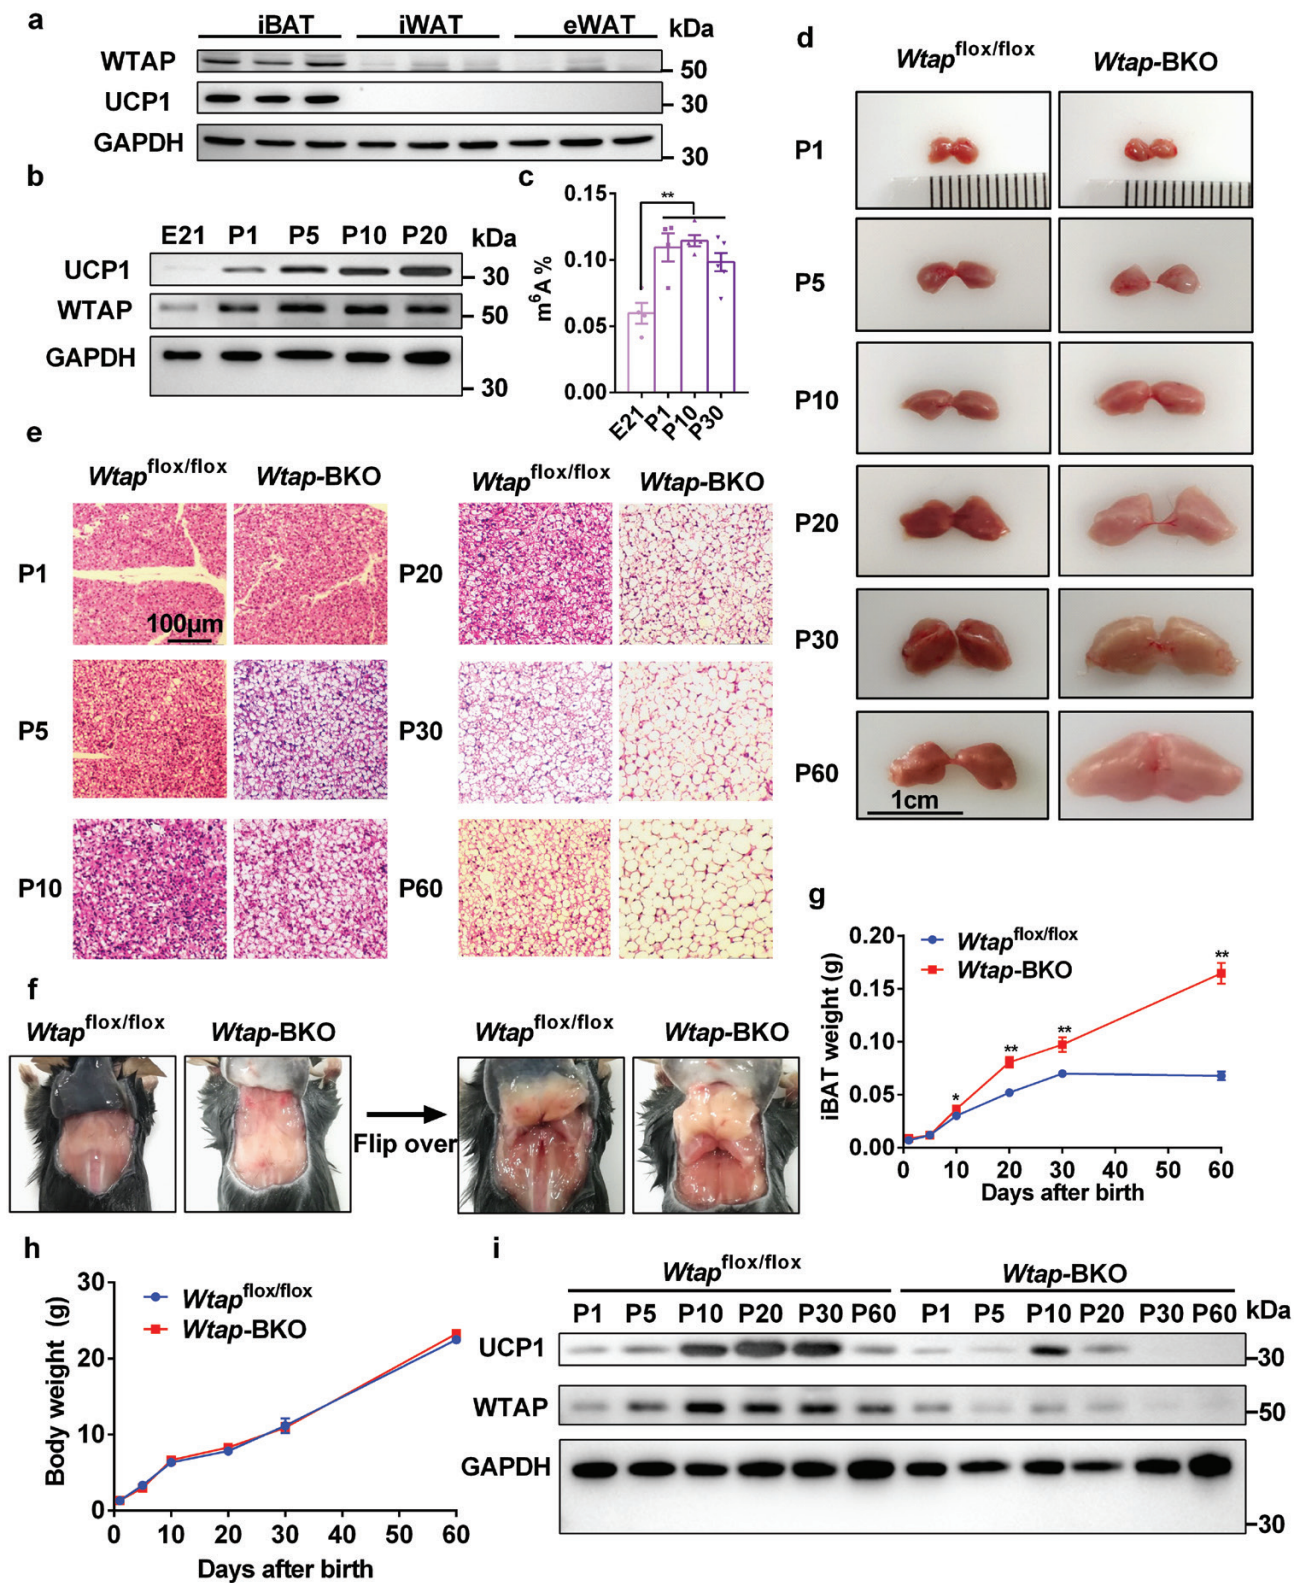 a
iBAT iWAT eWAT kDa
WTAP
50
UCP1
30
GAPDH
30
b
E21 P1 P5 P10 P20 kDa
UCP1
30
WTAP
50
GAPDH
30
c
0.15
**
0.10
m6A %
0.05
0.00
E21 P1 P10 P30
d
Wtapflox/flox Wtap-BKO
P1
P5
P10
P20
P30
P60
1cm
e
Wtapflox/flox Wtap-BKO Wtapflox/flox Wtap-BKO
P1
100μm
P20
P5
P30
P10
P60
f
Wtapflox/flox Wtap-BKO Wtapflox/flox Wtap-BKO
Flip over
g
0.20
Wtapflox/flox
Wtap-BKO
**
0.15
iBAT weight (g)
0.10
**
**
0.05
*
0.00
0 10 20 30 40 50 60
Days after birth
h
30
Wtapflox/flox
Wtap-BKO
20
Body weight (g)
10
0
0 10 20 30 40 50 60
Days after birth
i
Wtapflox/flox Wtap-BKO
P1 P5 P10 P20 P30 P60 P1 P5 P10 P20 P30 P60 kDa
UCP1
30
WTAP
50
GAPDH
30